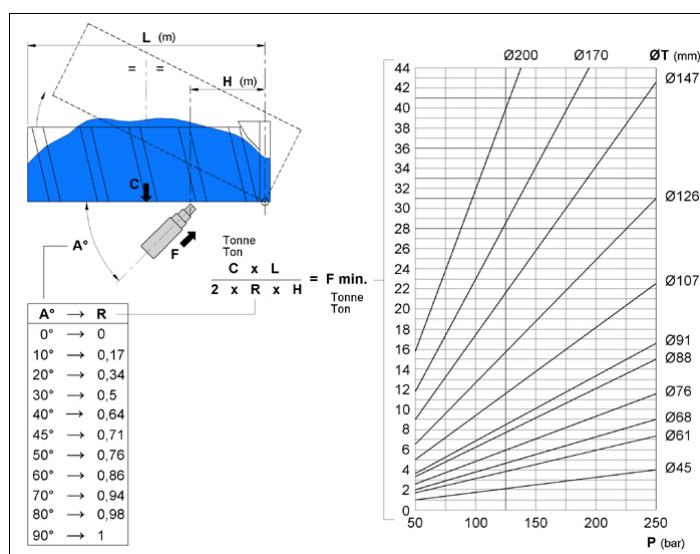 L (m)
= =
H (m)
C
F
A°
Tonne
Ton
C x L
2 x R x H
= F min.
Tonne
Ton
A° → R
0° → 0
10° → 0,17
20° → 0,34
30° → 0,5
40° → 0,64
45° → 0,71
50° → 0,76
60° → 0,86
70° → 0,94
80° → 0,98
90° → 1
Ø200 Ø170 ØT (mm)
44
42
40
38
36
34
32
30
28
26
24
22
20
18
16
14
12
10
8
6
4
2
0
Ø147
Ø126
Ø107
Ø91
Ø88
Ø76
Ø68
Ø61
Ø45
50 100 150 200 250
P (bar)